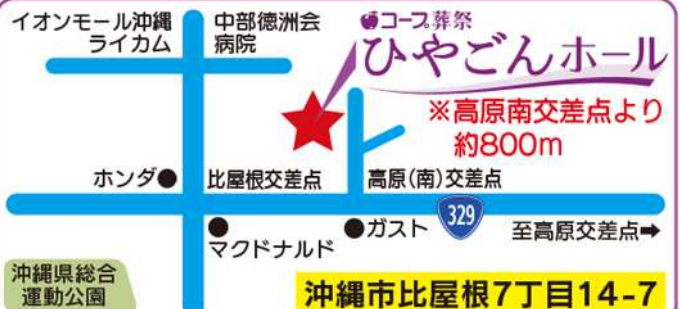 イオンモール沖縄
ライカム
中部徳洲会
病院
コープ葬祭
ひやごんホール
※高原南交差点より
約800m
ホンダ
比屋根交差点
高原(南)交差点
マクドナルド
ガスト
329
至高原交差点➡
沖縄県総合
運動公園
沖縄市比屋根7丁目14-7